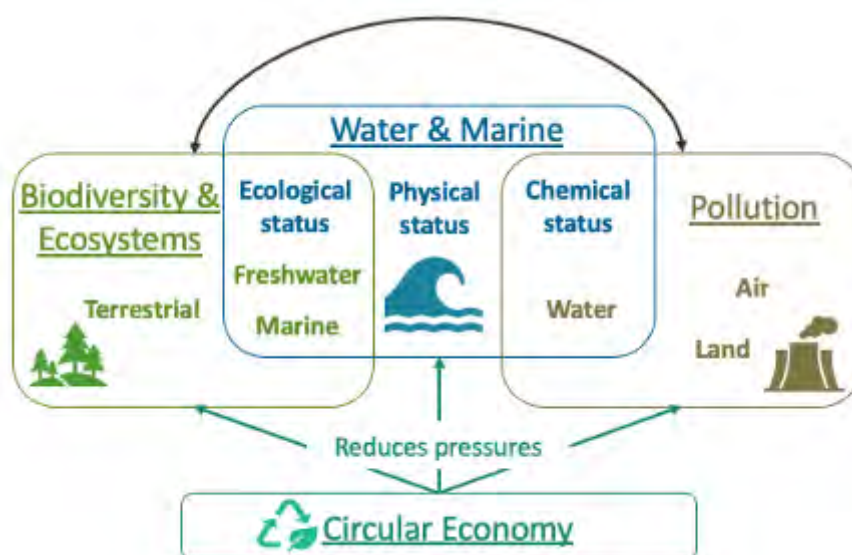 Water & Marine
Biodiversity &
Ecosystems
Terrestrial
Ecological
status
Freshwater
Marine
Physical
status
Chemical
status
Water
Pollution
Air
Land
Reduces pressures
Circular Economy